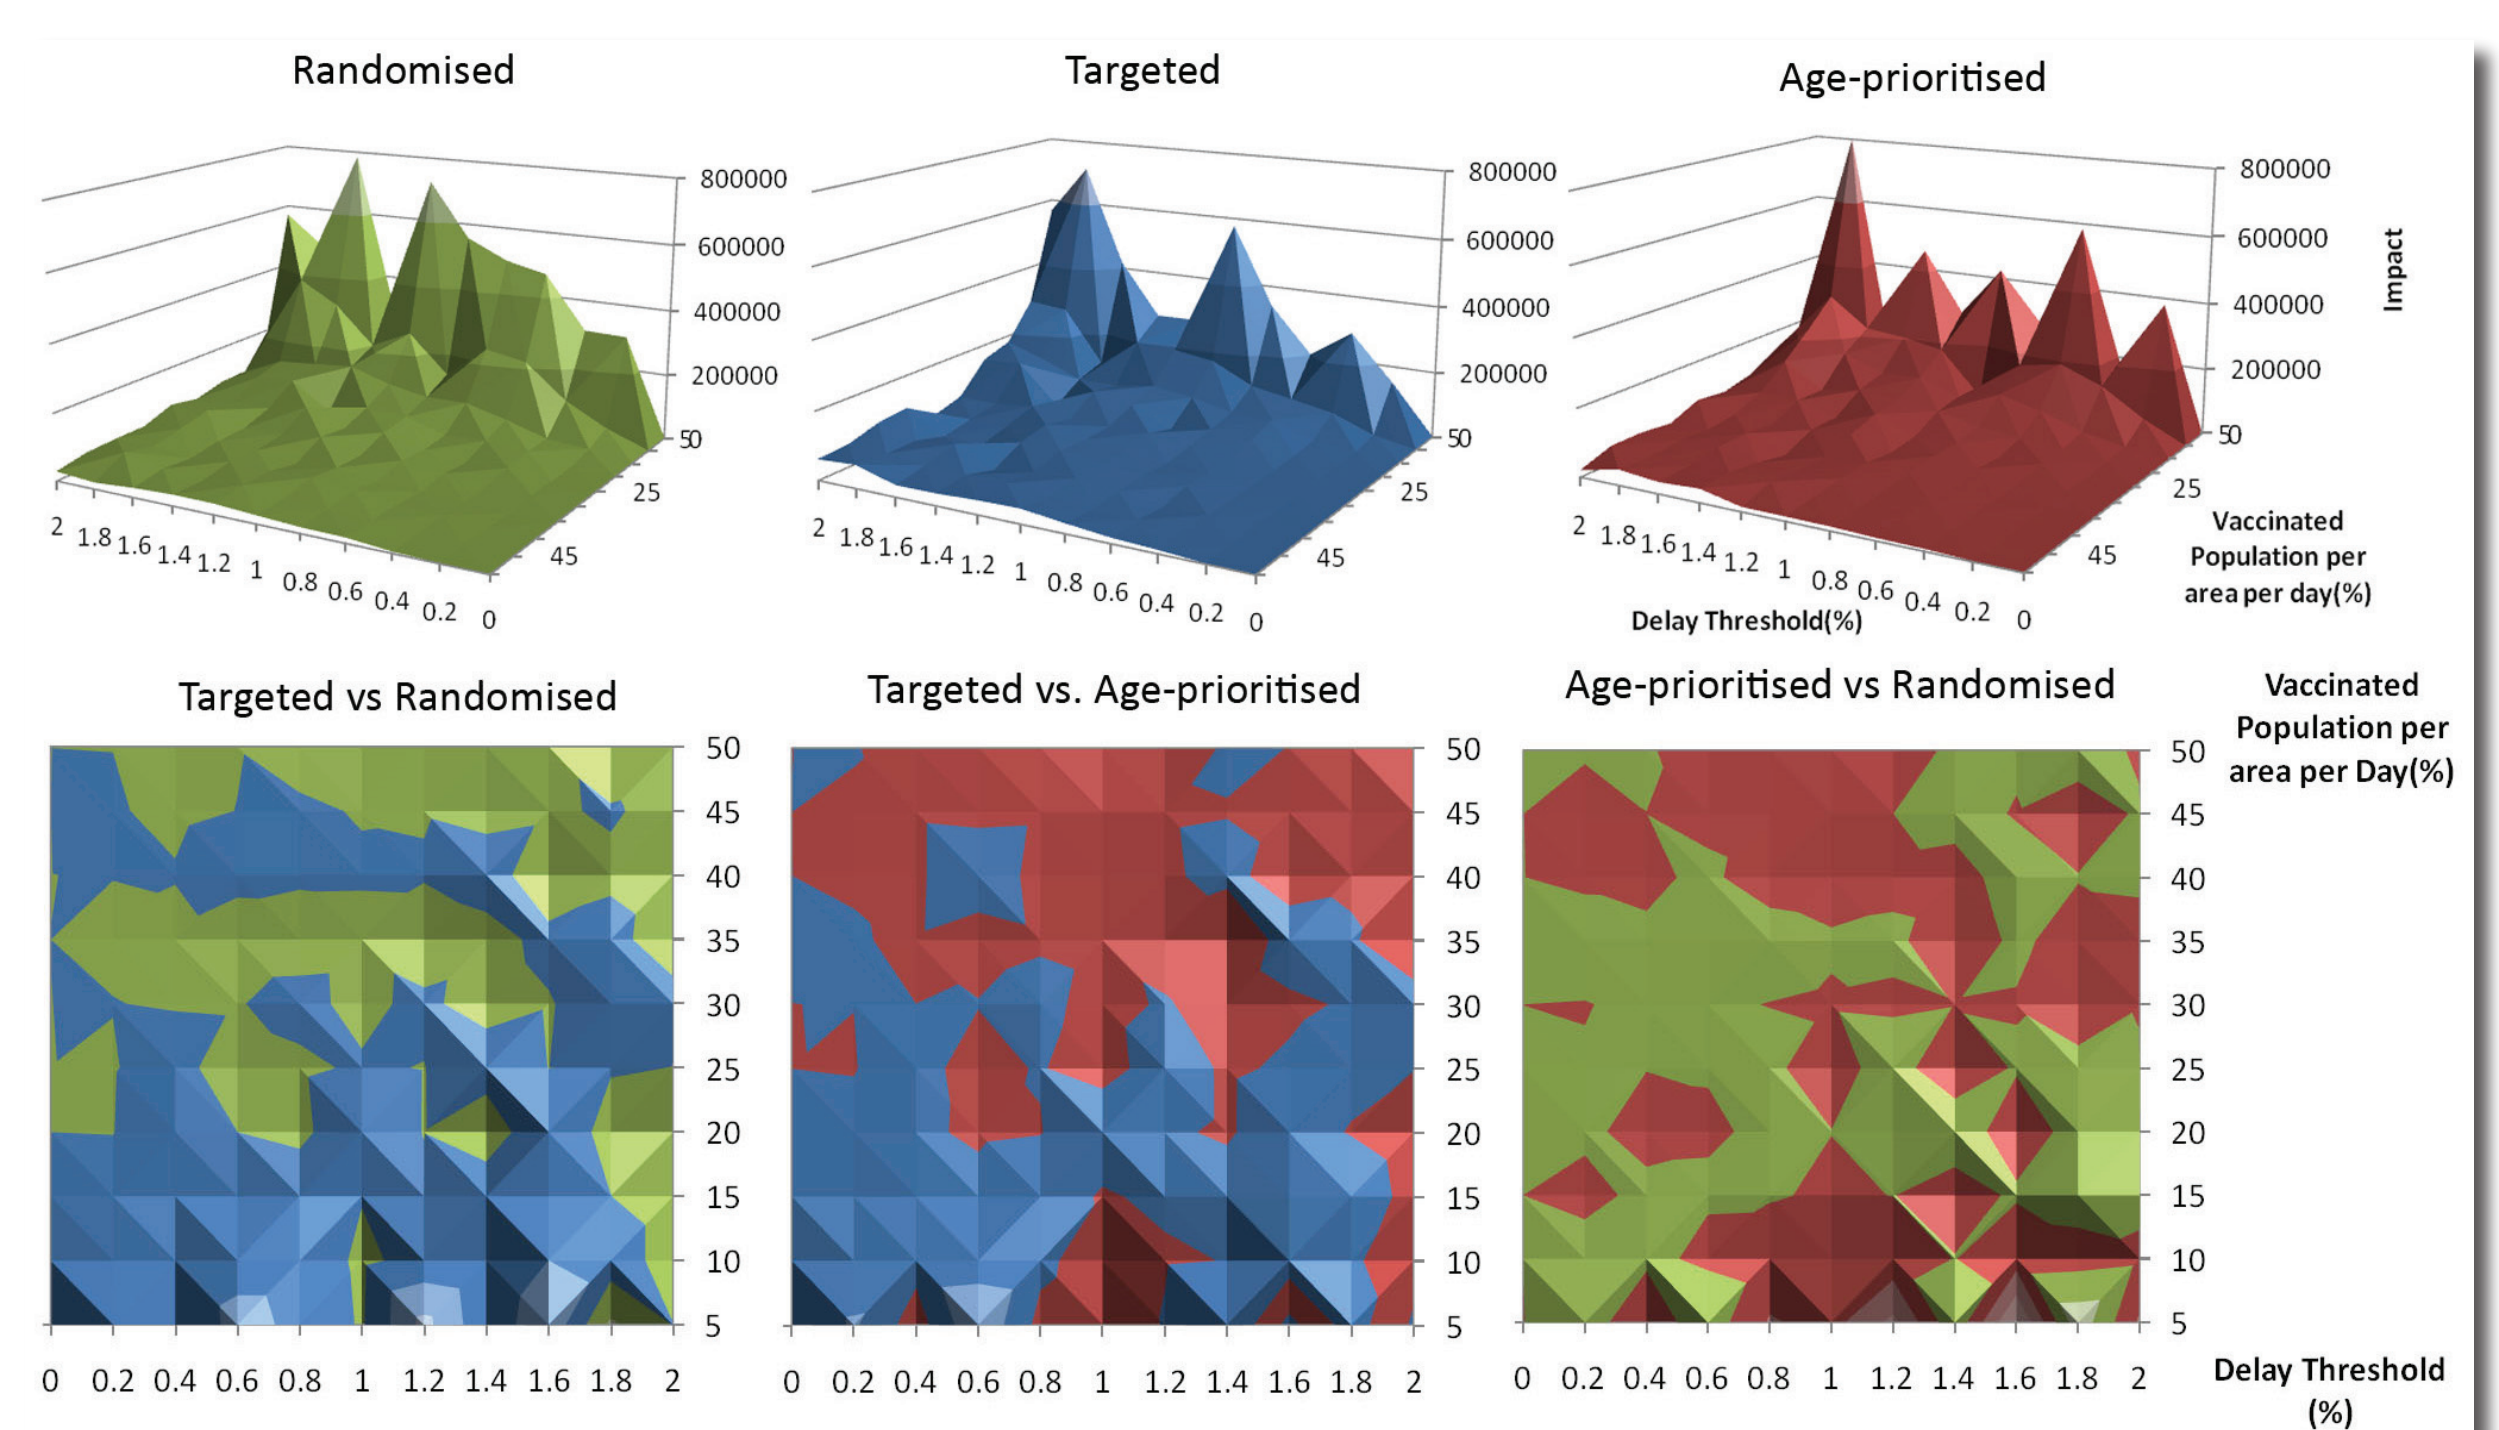 Randomised
Targeted
Age-prioritised
800000
600000
400000
200000
50
25
45
2 1.8 1.6 1.4 1.2 1 0.8 0.6 0.4 0.2 0
800000
600000
400000
200000
50
25
45
2 1.8 1.6 1.4 1.2 1 0.8 0.6 0.4 0.2 0
800000
600000
400000
200000
50
25
45
2 1.8 1.6 1.4 1.2 1 0.8 0.6 0.4 0.2 0
Impact
Vaccinated
Population per
area per day(%)
Delay Threshold(%)
Targeted vs Randomised
50
45
40
35
30
25
20
15
10
5
0 0.2 0.4 0.6 0.8 1 1.2 1.4 1.6 1.8 2
Targeted vs. Age-prioritised
50
45
40
35
30
25
20
15
10
5
0 0.2 0.4 0.6 0.8 1 1.2 1.4 1.6 1.8 2
Age-prioritised vs Randomised
50
45
40
35
30
25
20
15
10
5
0 0.2 0.4 0.6 0.8 1 1.2 1.4 1.6 1.8 2
Vaccinated
Population per
area per Day(%)
Delay Threshold
(%)